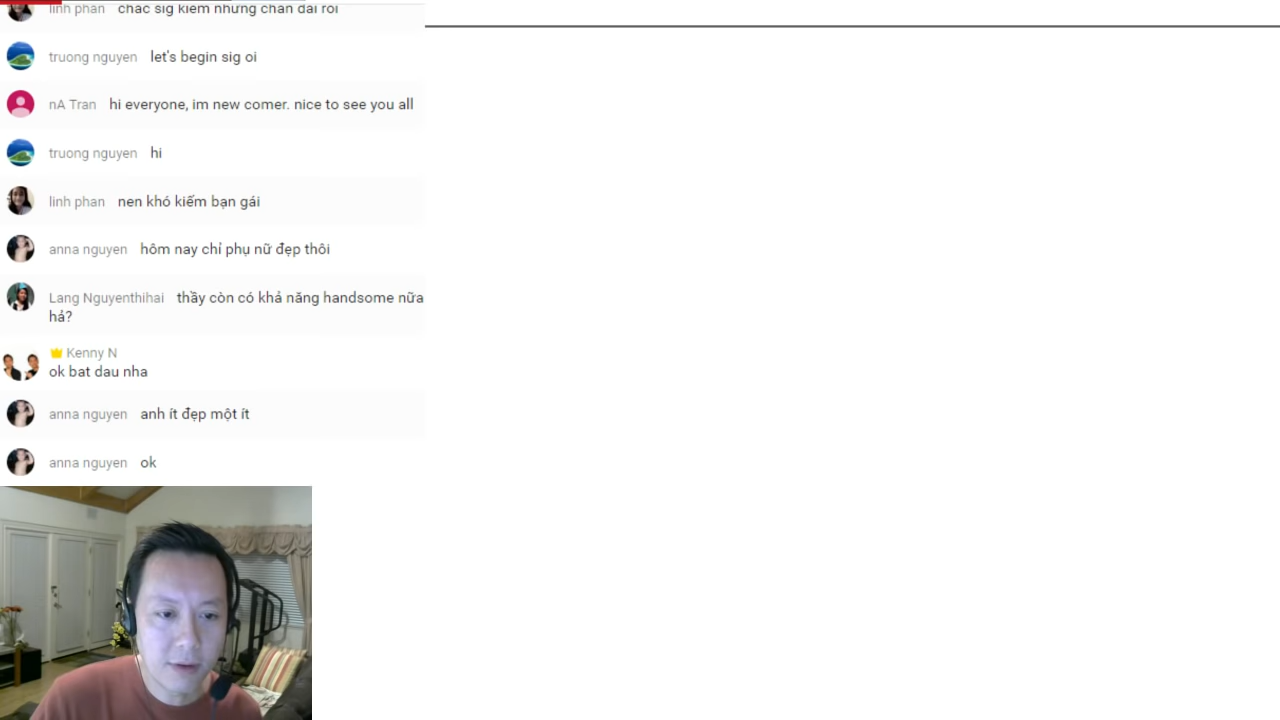 linh phan chac sig kiem nhung chan dai roi
truong nguyen let's begin sig oi
nA Tran hi everyone, im new comer. nice to see you all
truong nguyen hi
linh phan nen khó kiếm bạn gái
anna nguyen hôm nay chỉ phụ nữ đẹp thôi
Lang Nguyenthihai thầy còn có khả năng handsome nữa
hả?
Kenny N
ok bat dau nha
anna nguyen anh ít đẹp một ít
anna nguyen ok